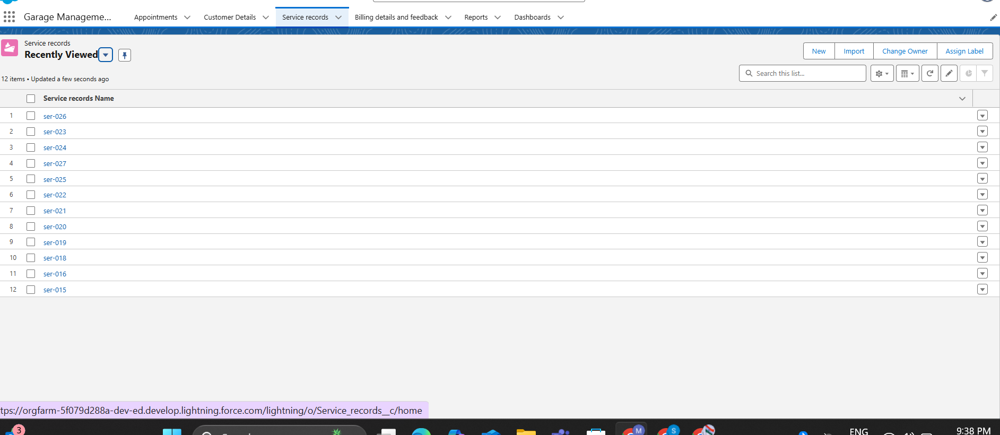 Garage Manageme...
Appointments
Customer Details
Service records
Billing details and feedback
Reports
Dashboards
Service records
Recently Viewed
New
Import
Change Owner
Assign Label
12 items • Updated a few seconds ago
Search this list...
Service records Name
1 ser-026
2 ser-023
3 ser-024
4 ser-027
5 ser-025
6 ser-022
7 ser-021
8 ser-020
9 ser-019
10 ser-018
11 ser-016
12 ser-015
tps://orgfarm-5f079d288a-dev-ed.develop.lightning.force.com/lightning/o/Service_records__c/home
3
M
S
ENG
9:38 PM